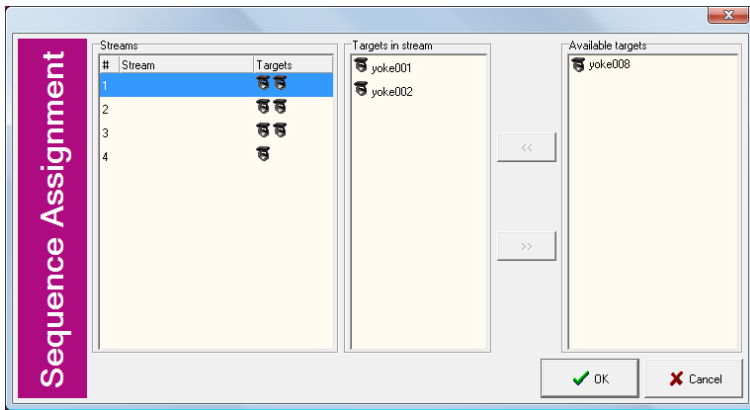 Sequence Assignment
Streams
# Stream Targets
1
2
3
4
Targets in stream
yoke001
yoke002
<<
>>
Available targets
yoke008
OK
Cancel